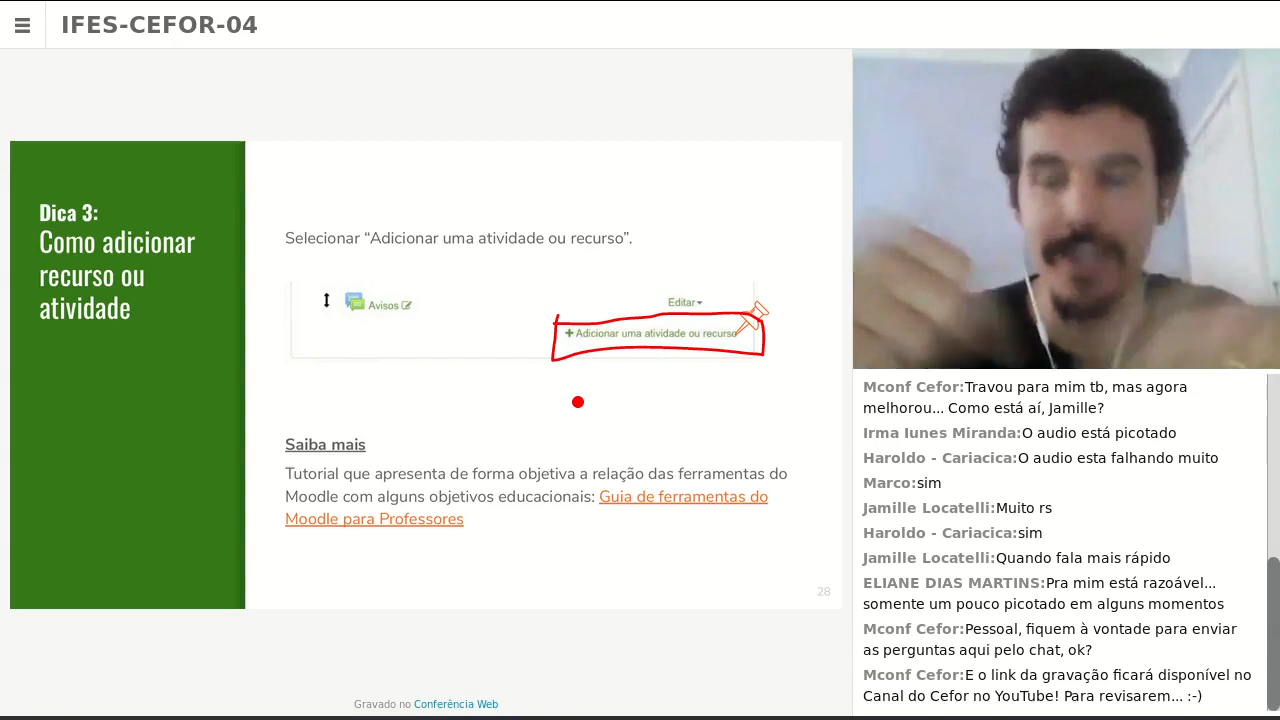 IFES-CEFOR-04
Dica 3:
Como adicionar
recurso ou
atividade
Selecionar “Adicionar uma atividade ou recurso”.
Avisos
Editar
Adicionar uma atividade ou recurso
Saiba mais
Tutorial que apresenta de forma objetiva a relação das ferramentas do
Moodle com alguns objetivos educacionais: Guia de ferramentas do
Moodle para Professores
28
Gravado no Conferência Web
Mconf Cefor:Travou para mim tb, mas agora
melhorou... Como está aí, Jamille?
Irma Iunes Miranda:O audio está picotado
Haroldo - Cariacica:O audio esta falhando muito
Marco:sim
Jamille Locatelli:Muito rs
Haroldo - Cariacica:sim
Jamille Locatelli:Quando fala mais rápido
ELIANE DIAS MARTINS:Pra mim está razoável...
somente um pouco picotado em alguns momentos
Mconf Cefor:Pessoal, fiquem à vontade para enviar
as perguntas aqui pelo chat, ok?
Mconf Cefor:E o link da gravação ficará disponível no
Canal do Cefor no YouTube! Para revisarem... :-)